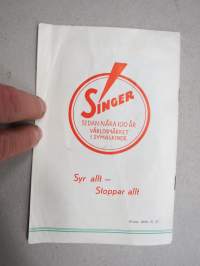 SINGER
SEDAN NÄRA 100 ÅR
VÄRLDSMÄRKET
I SYMASKINER
Syr allt –
Stoppar allt